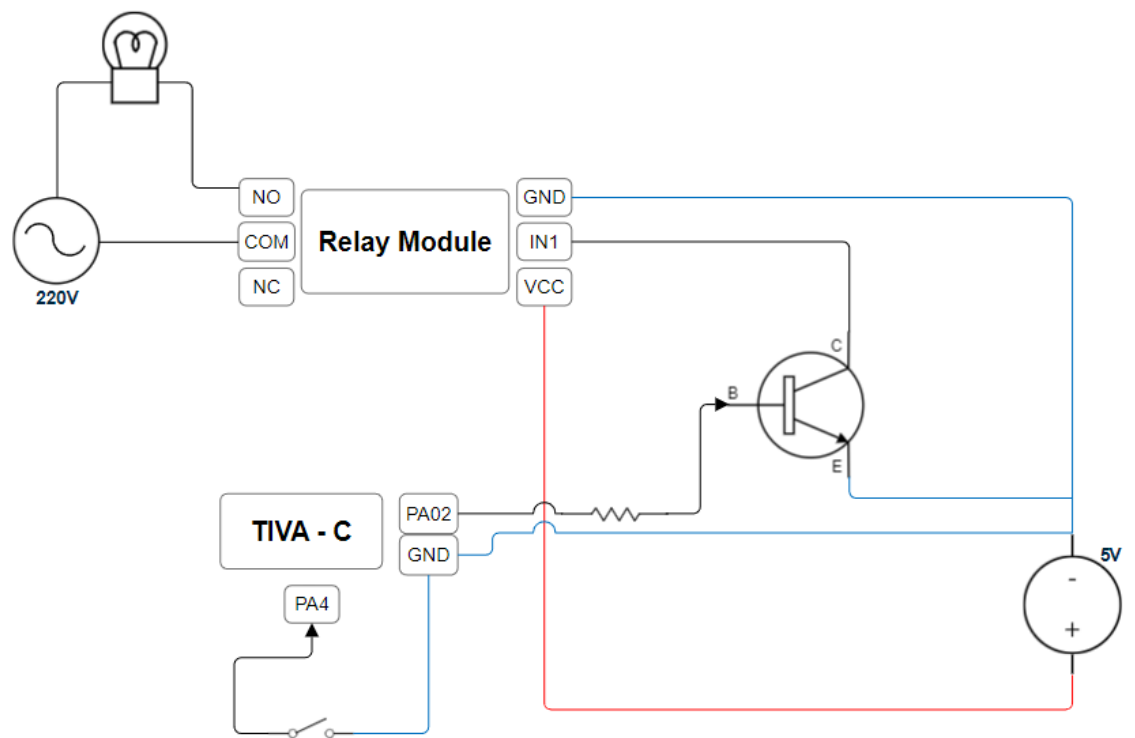 220V
NO
COM
NC
Relay Module
GND
IN1
VCC
C
B
E
TIVA - C
PA02
GND
PA4
5V
-
+